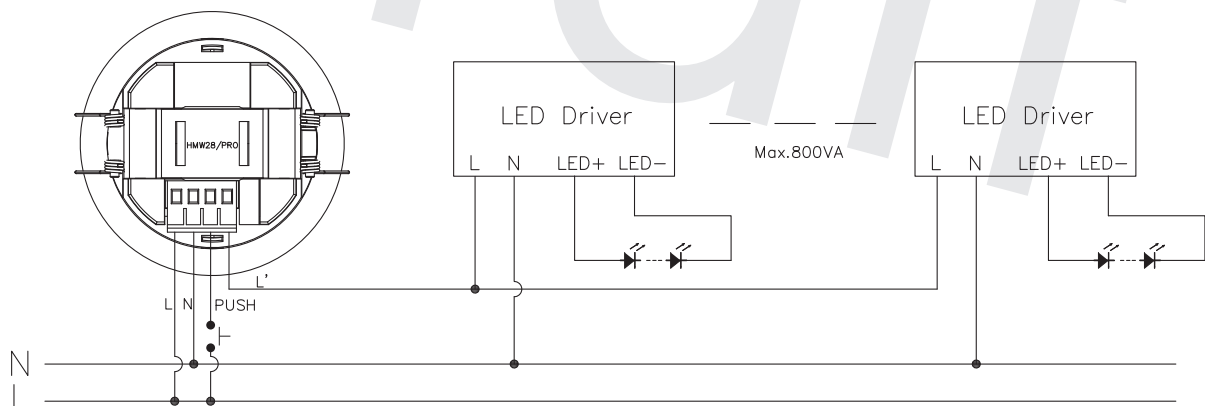 HMW28/PRO
LED Driver
L N LED+ LED-
Max.800VA
LED Driver
L N LED+ LED-
L'
L N PUSH
N